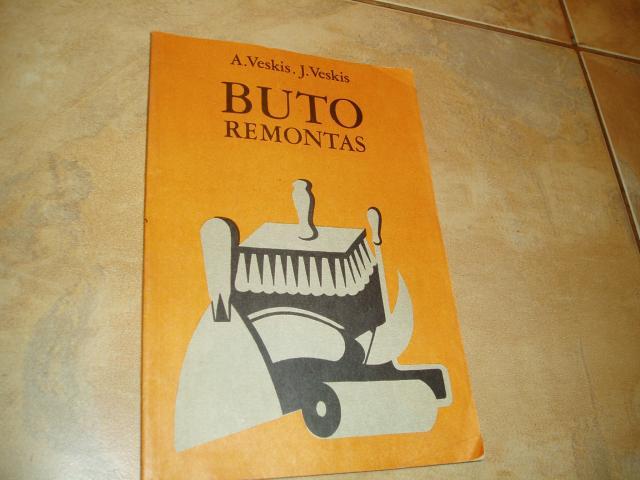 A. Veskis, J. Veskis
BUTO
REMONTAS